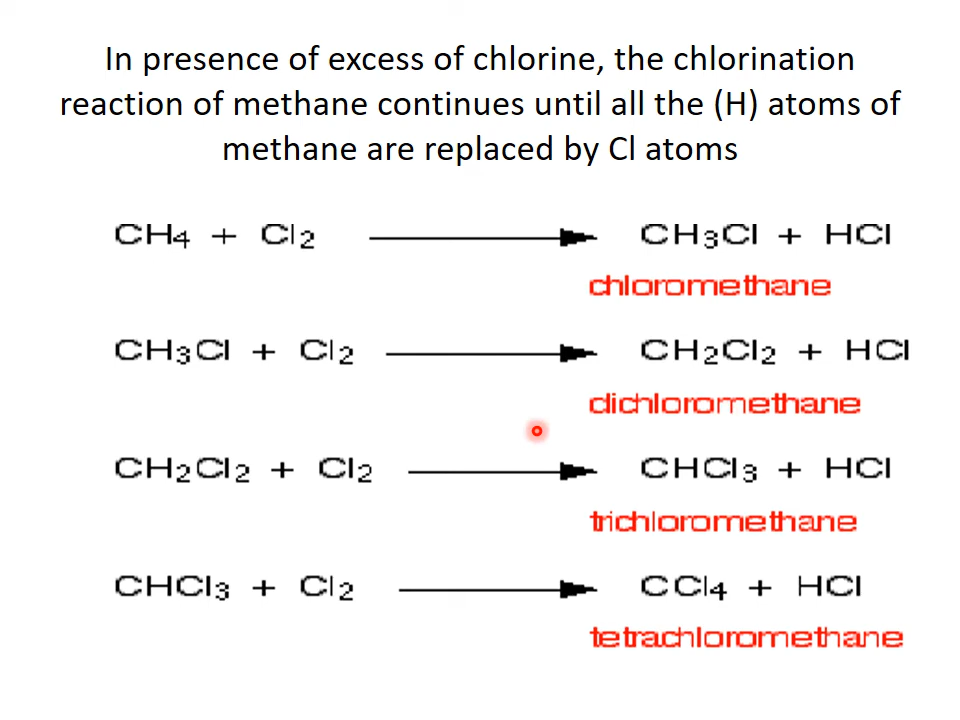 In presence of excess of chlorine, the chlorination
reaction of methane continues until all the (H) atoms of
methane are replaced by Cl atoms
CH4 + Cl2 → CH3Cl + HCl
chloromethane
CH3Cl + Cl2 → CH2Cl2 + HCl
dichloromethane
CH2Cl2 + Cl2 → CHCl3 + HCl
trichloromethane
CHCl3 + Cl2 → CCl4 + HCl
tetrachloromethane